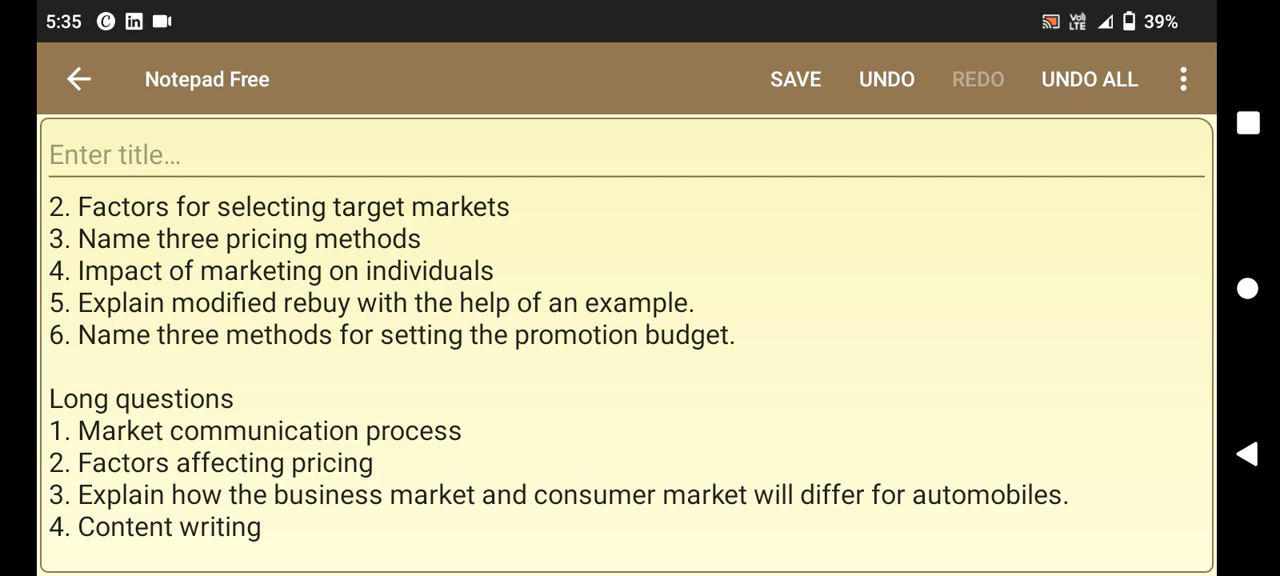 5:35
39%
Vo) LTE
Notepad Free
SAVE
UNDO
REDO
UNDO ALL
Enter title...
2. Factors for selecting target markets
3. Name three pricing methods
4. Impact of marketing on individuals
5. Explain modified rebuy with the help of an example.
6. Name three methods for setting the promotion budget.
Long questions
1. Market communication process
2. Factors affecting pricing
3. Explain how the business market and consumer market will differ for automobiles.
4. Content writing